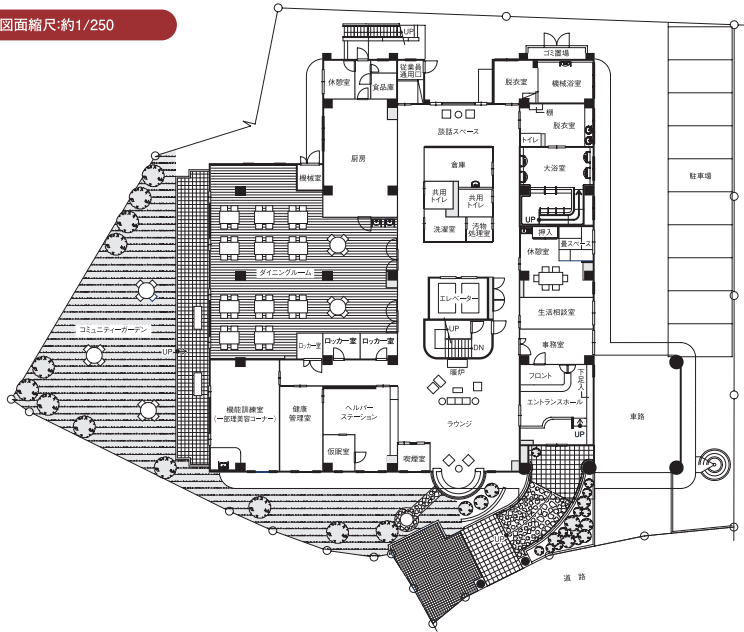 図面縮尺:約1/250
UP
ゴミ置場
従業員
通用口
休憩室
食品庫
脱衣室
機械浴室
棚
談話スペース
脱衣室
トイレ
厨房
倉庫
大浴室
機械室
駐車場
共用
トイレ
共用
トイレ
UP
洗濯室
汚物
処理室
押入
畳スペース
休憩室
ダイニングルーム
エレベーター
生活相談室
コミュニティーガーデン
UP
DN
ロッカー室
ロッカー室
ロッカー室
事務室
UP
暖炉
フロント
下足入
機能訓練室
(一部理美容コーナー)
健康
管理室
ヘルパー
ステーション
エントランスホール
ラウンジ
車路
UP
仮眠室
喫煙室
UP
道路